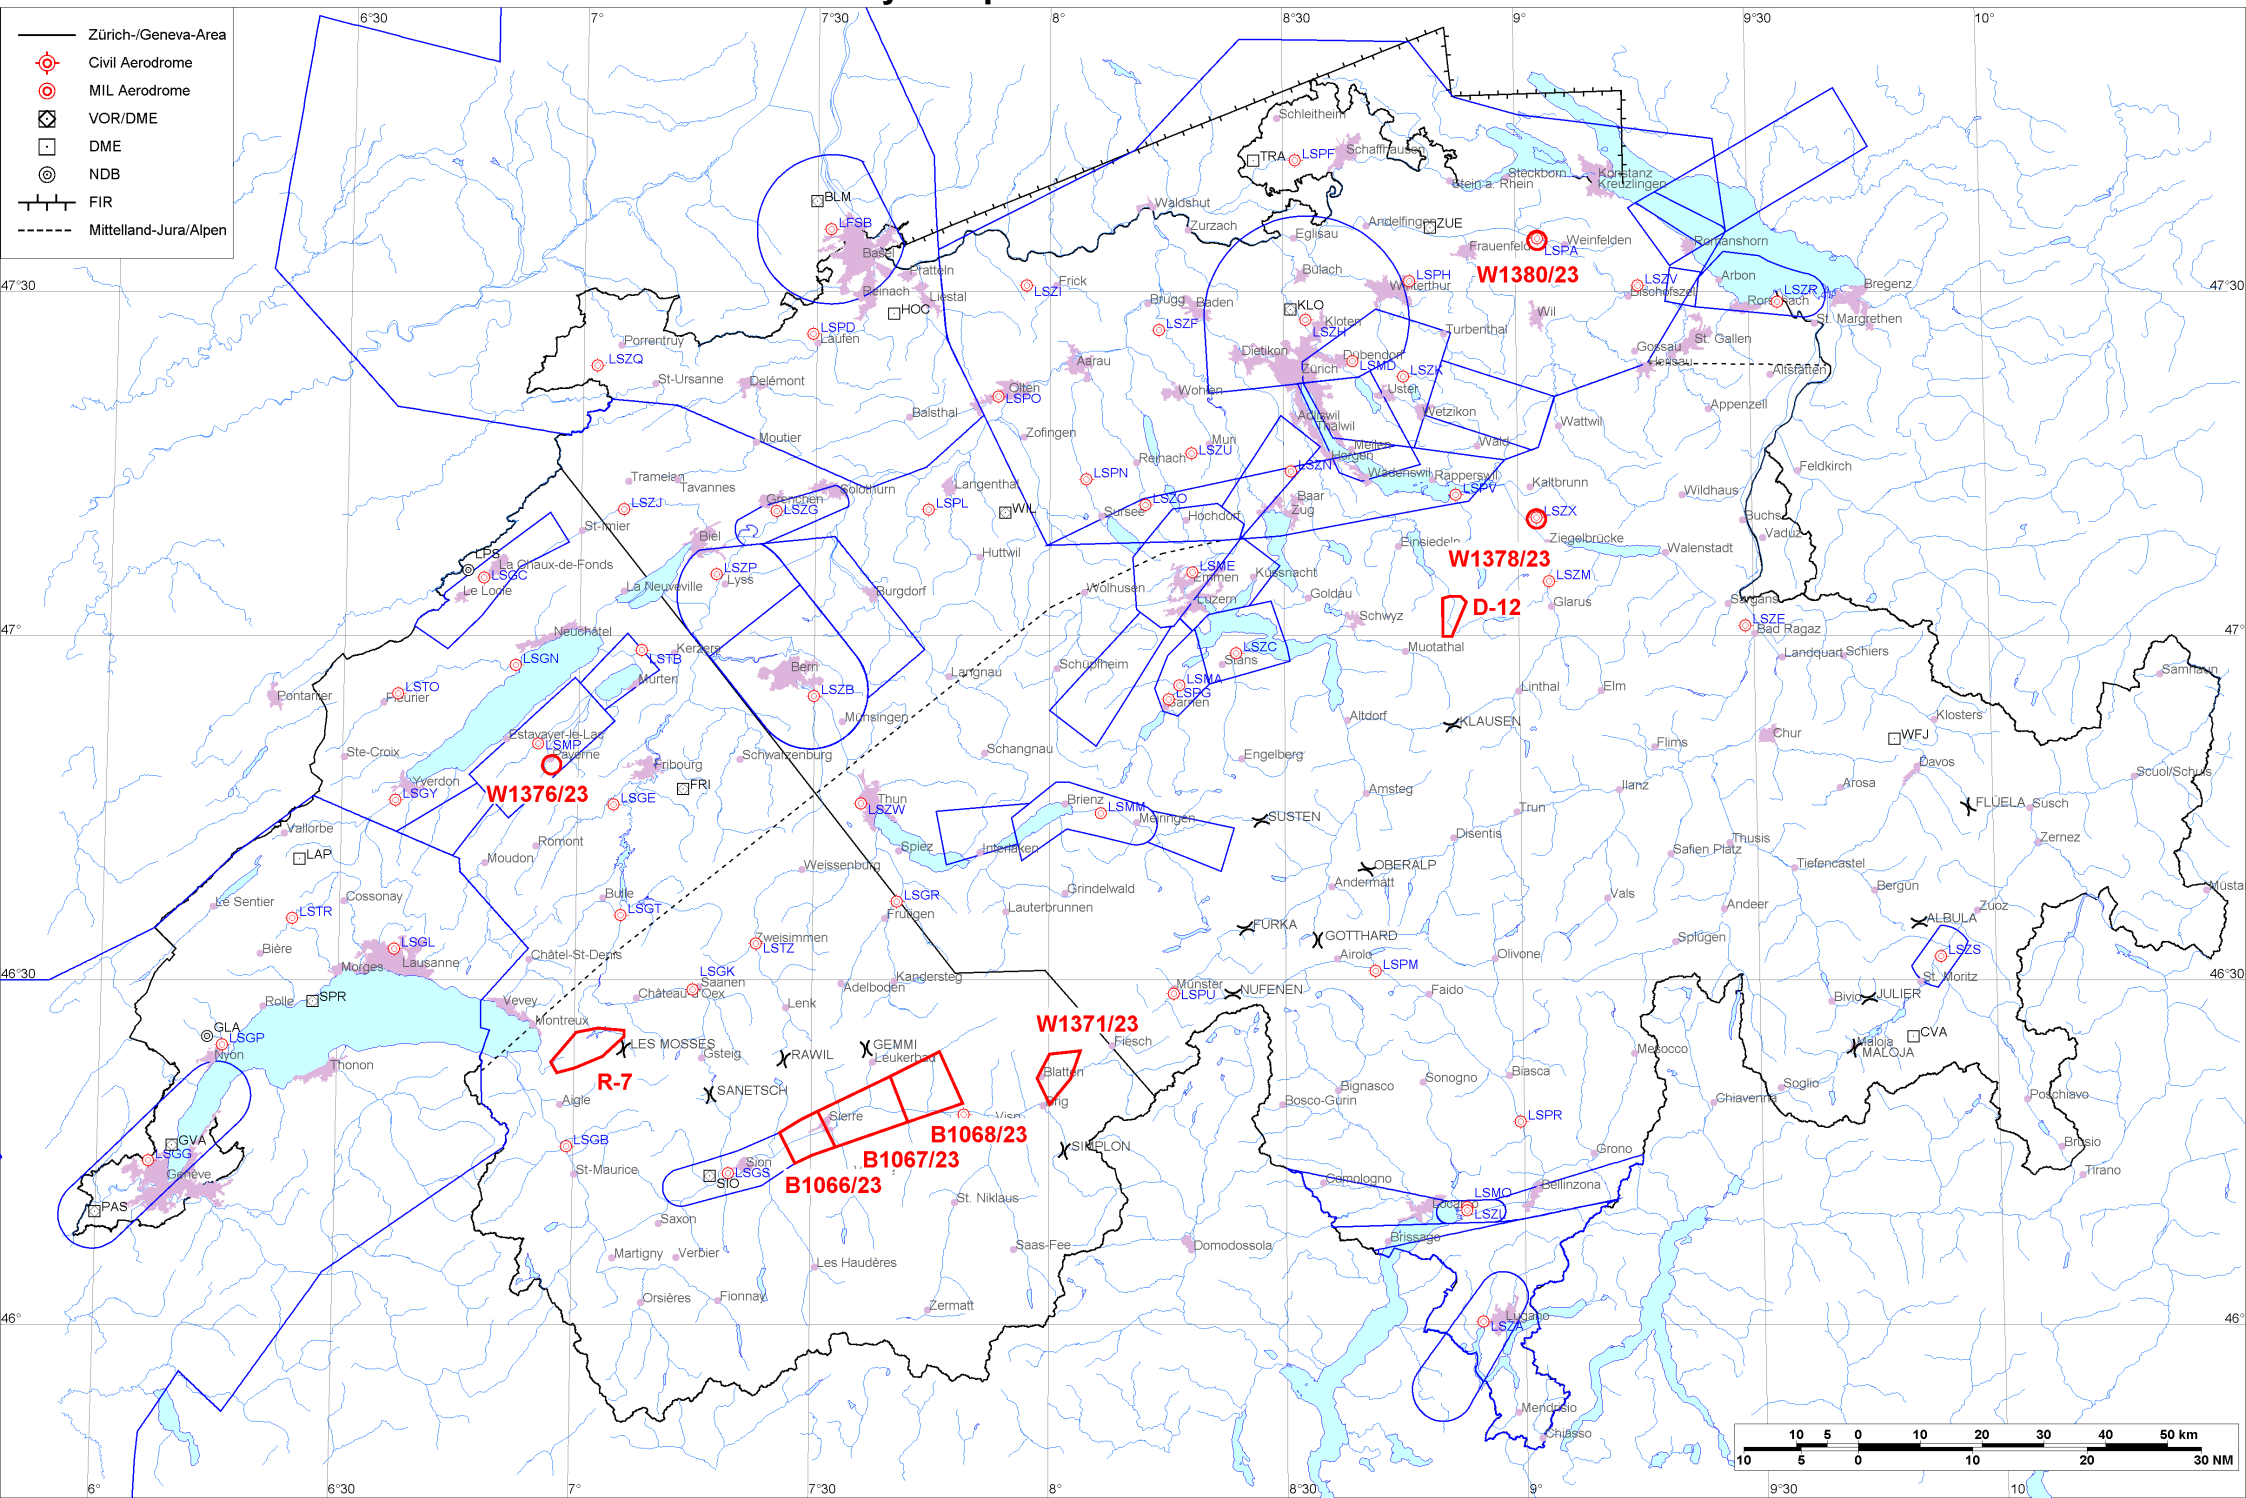 6°30
7°
7°30
8°
8°30
9°
9°30
10°
Zürich-/Geneva-Area
Civil Aerodrome
MIL Aerodrome
VOR/DME
DME
NDB
FIR
Mittelland-Jura/Alpen
Schleitheim
TRA
LSPF
Schaffhausen
Steckborn
Stein a. Rhein
Konstanz
Kreuzlingen
BLM
LFSB
Basel
Waldshut
Zurzach
Eglisau
Andelfingen
ZUE
Frauenfeld
LSPA
Weinfelden
W1380/23
Romanshorn
Pratteln
Reinach
Liestal
HOC
Frick
LSZI
Bülach
LSPH
Winterthur
LSZV
Bischofszell
Arbon
LSZR
Rorschach
Bregenz
St. Margrethen
47°30
47°30
Brugg
Baden
KLO
Kloten
LSZH
Wil
Turbenthal
LSPD
Laufen
LSZF
Porrentruy
LSZQ
Aarau
Dietikon
Dübendorf
Zürich
LSMD
LSZK
Uster
Gossau
St. Gallen
Herisau
Altstätten
St-Ursanne
Delémont
Olten
LSPO
Wohlen
Wetzikon
Balsthal
Adliswil
Thalwil
Wattwil
Appenzell
Moutier
Zofingen
Muri
LSZU
Reinach
Meilen
Horgen
Wald
Tramelan
Tavannes
LSPN
LSZN
Wädenswil
Rapperswil
LSPV
Kaltbrunn
Feldkirch
Wildhaus
Grenchen
Solothurn
LSZG
Langenthal
LSPL
WIL
LSZO
Sursee
Hochdorf
Baar
Zug
LSZX
LSZJ
St-Imier
Biel
Buchs
Vaduz
LPS
LSGC
La Chaux-de-Fonds
Le Locle
LSZP
Lyss
La Neuveville
Huttwil
Burgdorf
Wolhusen
LSME
Emmen
Luzern
Küssnacht
Goldau
Einsiedeln
Ziegelbrücke
Walenstadt
W1378/23
LSZM
Glarus
D-12
Schwyz
Muotathal
Sargans
LSZE
Bad Ragaz
Landquart
Schiers
Samnaun
47°
47°
Neuchâtel
LSGN
Kerzers
LSTB
Murten
Bern
LSZB
Münsingen
Langnau
Schüpfheim
LSZC
Stans
LSMA
LSPG
Sarnen
Linthal
Elm
Altdorf
KLAUSEN
Pontarlier
LSTO
Fleurier
Ste-Croix
Estavayer-le-Lac
LSMP
Payerne
W1376/23
Yverdon
LSGY
Fribourg
FRI
LSGE
Schwarzenburg
Schangnau
Engelberg
Flims
Chur
Klosters
WFJ
Davos
Arosa
Scuol/Schuls
FLÜELA
Susch
Zernez
Vallorbe
LAP
Romont
Moudon
Thun
LSZW
Spiez
Interlaken
Brienz
LSMM
Meiringen
SUSTEN
Amsteg
Trun
Ilanz
Disentis
Safien Platz
Thusis
Tiefencastel
Bergün
Le Sentier
Cossonay
LSTR
Bulle
LSGT
Weissenburg
LSGR
Frutigen
Grindelwald
Lauterbrunnen
OBERALP
Andermatt
FURKA
GOTTHARD
Vals
Andeer
ALBULA
Zuoz
Bière
LSGL
Lausanne
Morges
Châtel-St-Denis
Zweisimmen
LSTZ
LSGK
Saanen
Château d'Oex
Adelboden
Kandersteg
Lenk
Airolo
LSPM
Olivone
Splügen
LSZS
St. Moritz
46°30
46°30
Rolle
SPR
Vevey
Montreux
Münster
LSPU
NUFENEN
Faido
Bivio
JULIER
CVA
Maloja
MALOJA
GLA
LSGP
Nyon
Thonon
R-7
LES MOSSES
Gsteig
RAWIL
GEMMI
Leukerbad
W1371/23
Fiesch
Blatten
Brig
Mesocco
Soglio
Poschiavo
Aigle
SANETSCH
Sierre
B1068/23
B1067/23
B1066/23
Visp
SIMPLON
Bignasco
Sonogno
Bosco-Gurin
Biasca
LSPR
Chiavenna
Grono
Brusio
Tirano
GVA
LSGG
Genève
PAS
LSGB
St-Maurice
Sion
LSGS
SIO
St. Niklaus
Saxon
Martigny
Verbier
Saas-Fee
Domodossola
Les Haudères
Comologno
LSMO
LSZL
Locarno
Bellinzona
Brissago
Orsières
Fionnay
Zermatt
Lugano
LSZA
46°
46°
Mendrisio
Chiasso
10 5 0 10 20 30 40 50 km
10 5 0 10 20 30 NM
6°
6°30
7°
7°30
8°
8°30
9°
9°30
10°